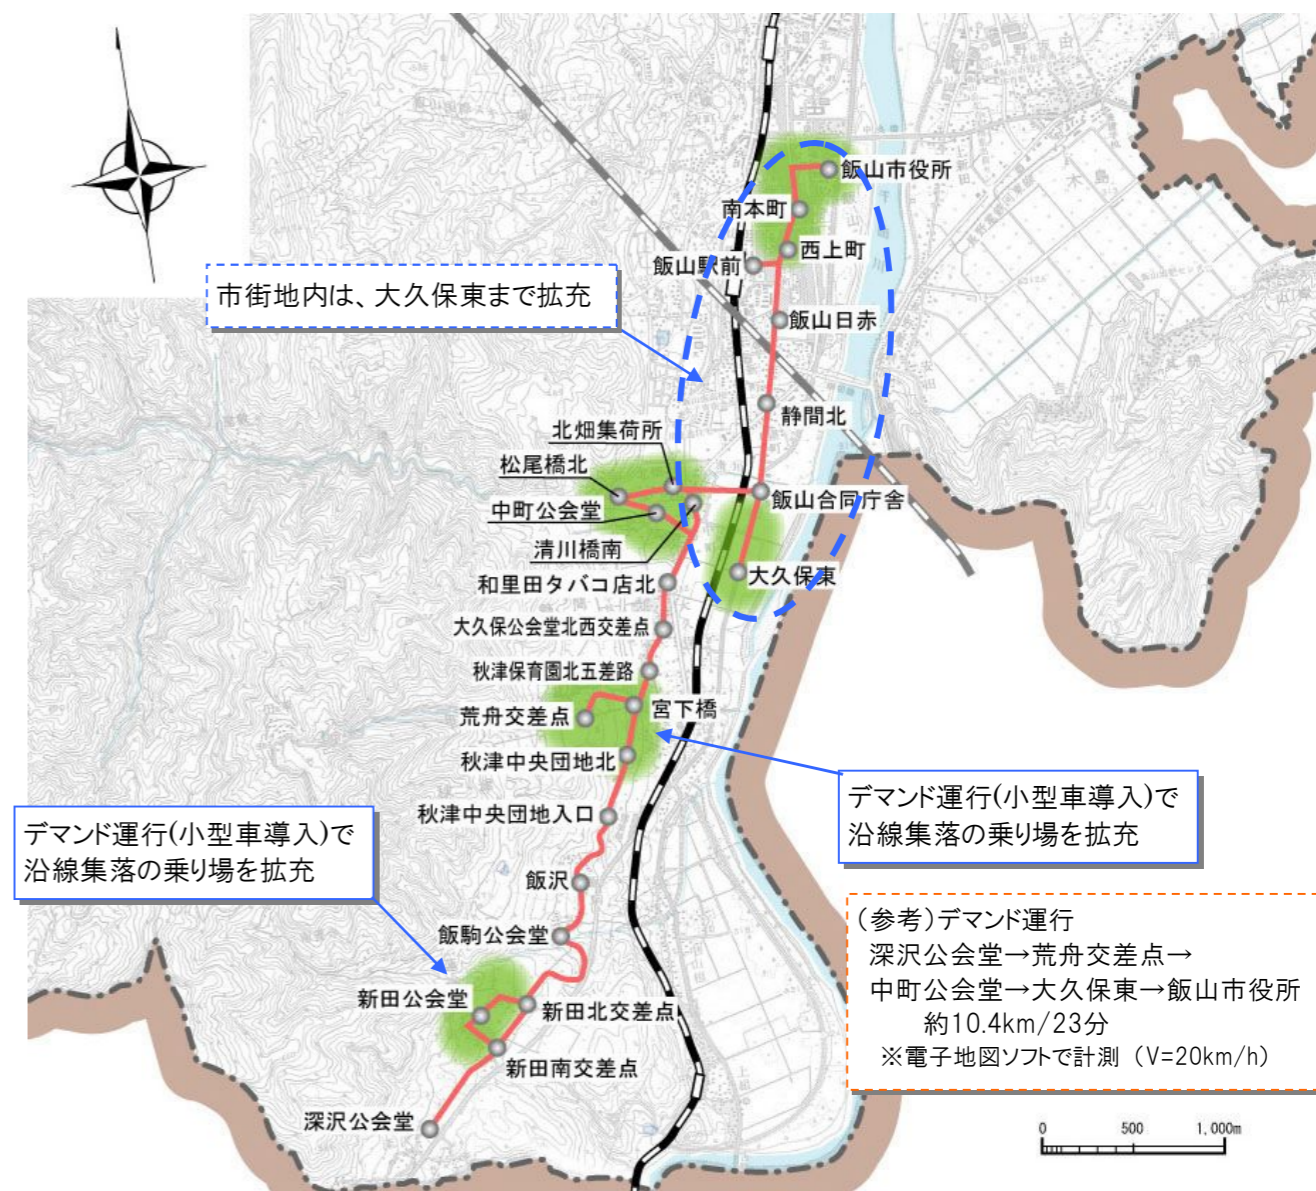 飯山市役所
南本町
西上町
飯山駅前
市街地内は、大久保東まで拡充
飯山日赤
静間北
北畑集荷所
松尾橋北
中町公会堂
飯山合同庁舎
清川橋南
大久保東
和里田タバコ店北
大久保公会堂北西交差点
秋津保育園北五差路
宮下橋
荒舟交差点
秋津中央団地北
秋津中央団地入口
デマンド運行(小型車導入)で
沿線集落の乗り場を拡充
デマンド運行(小型車導入)で
沿線集落の乗り場を拡充
飯沢
飯駒公会堂
新田公会堂
新田北交差点
新田南交差点
深沢公会堂
(参考)デマンド運行
深沢公会堂→荒舟交差点→
中町公会堂→大久保東→飯山市役所
約10.4km/23分
※電子地図ソフトで計測 (V=20km/h)
0 500 1,000m